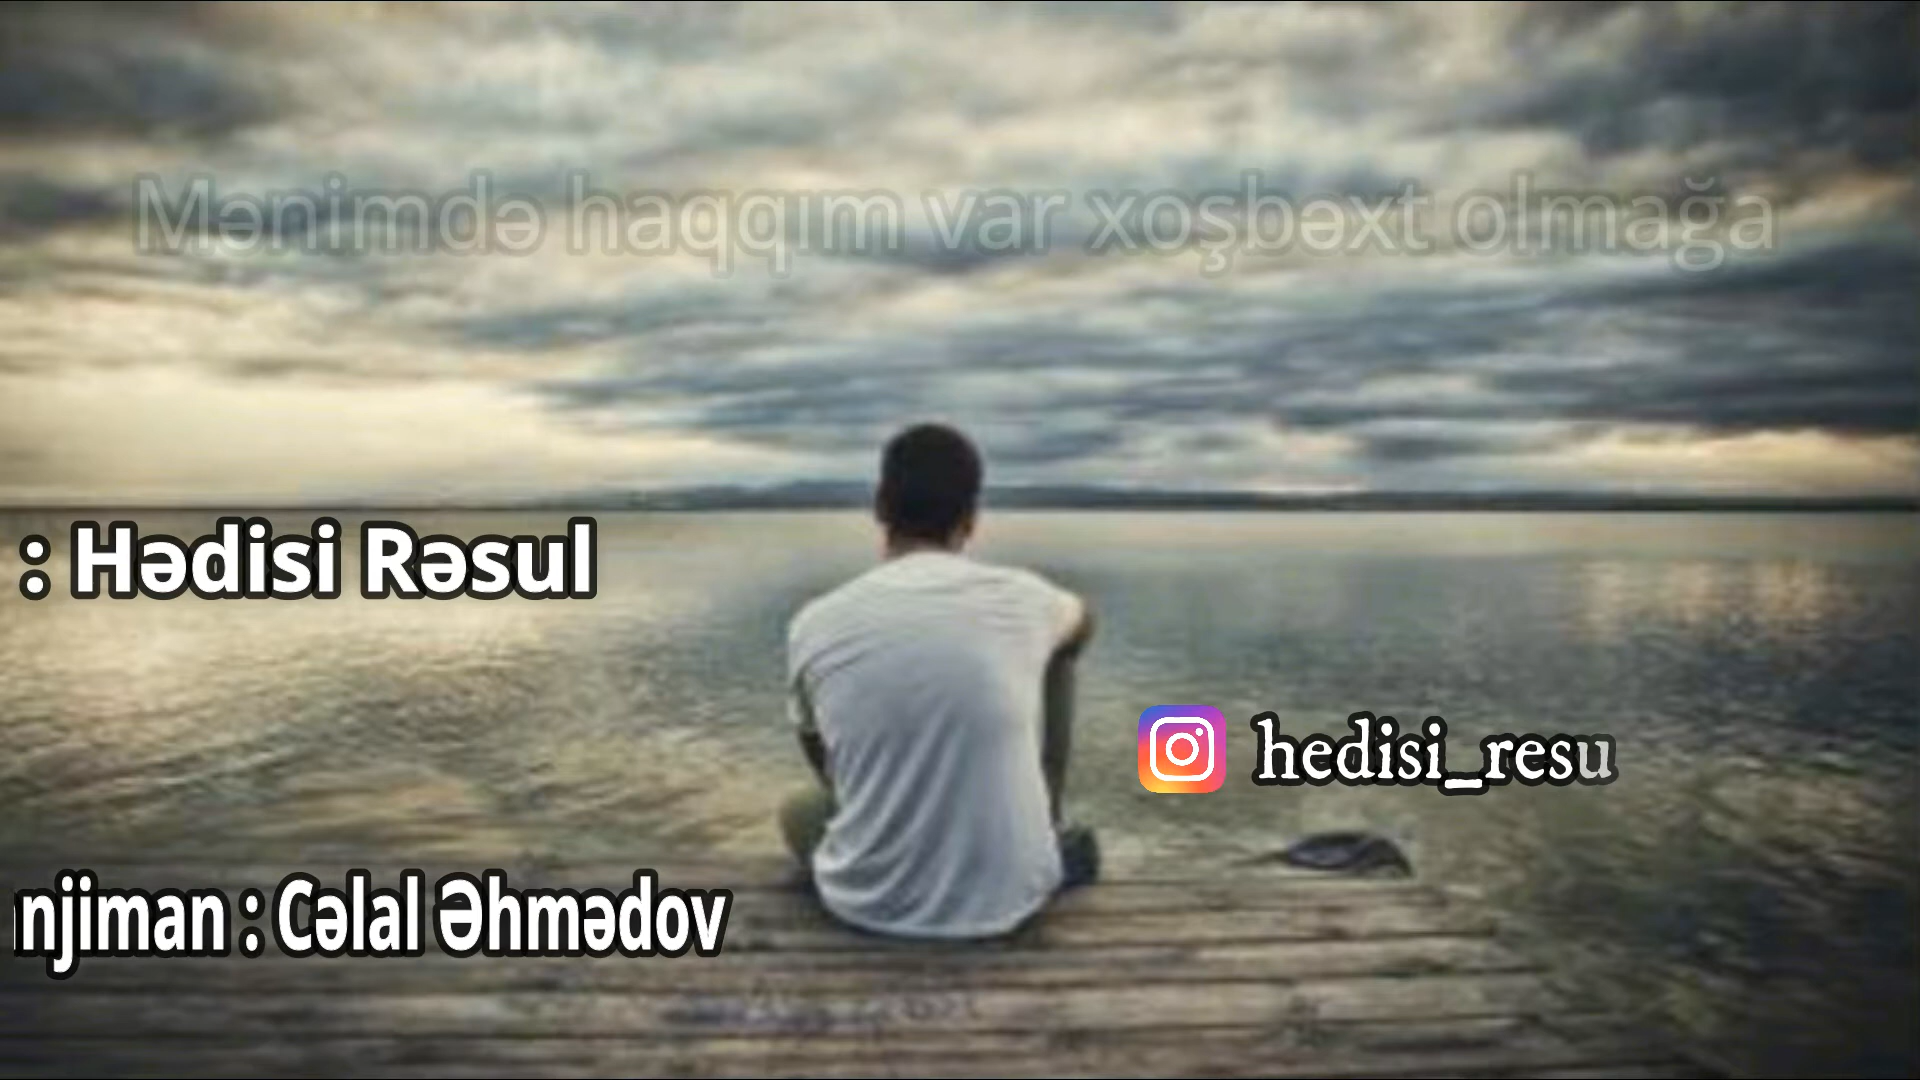 Mənimdə haqqım var xoşbəxt olmağa
: Hədisi Rəsul
hedisi_resu
njiman : Cəlal Əhmədov